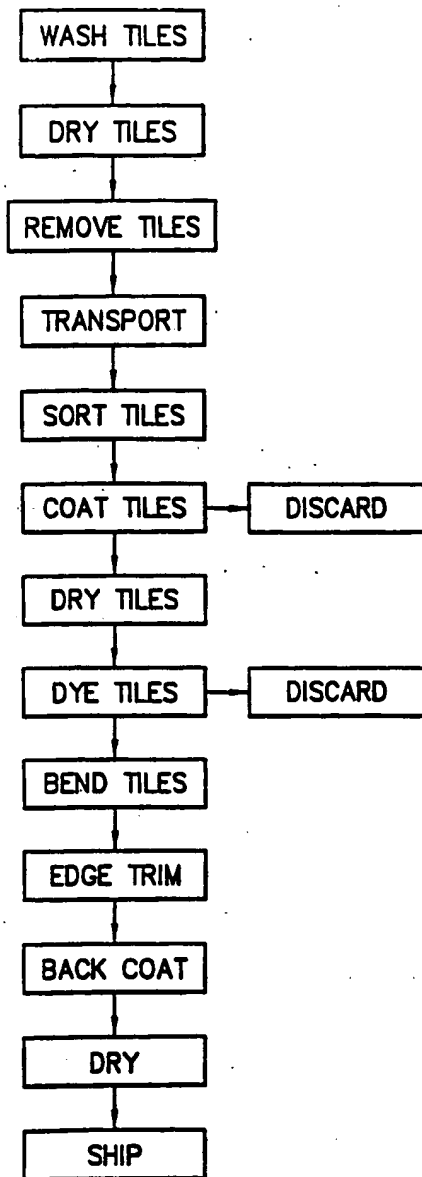 WASH TILES
DRY TILES
REMOVE TILES
TRANSPORT
SORT TILES
COAT TILES
DISCARD
DRY TILES
DYE TILES
DISCARD
BEND TILES
EDGE TRIM
BACK COAT
DRY
SHIP